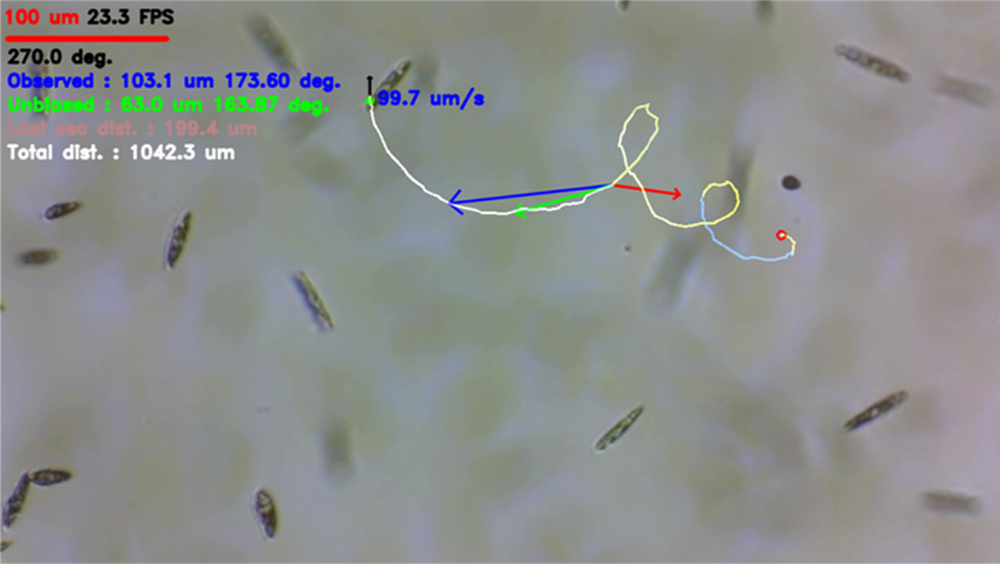 100 um 23.3 FPS
270.0 deg.
Observed : 103.1 um 173.60 deg.
99.7 um/s
Unbiased : 63.0 um 163.87 deg.
Last sec dist. : 199.4 um
Total dist. : 1042.3 um